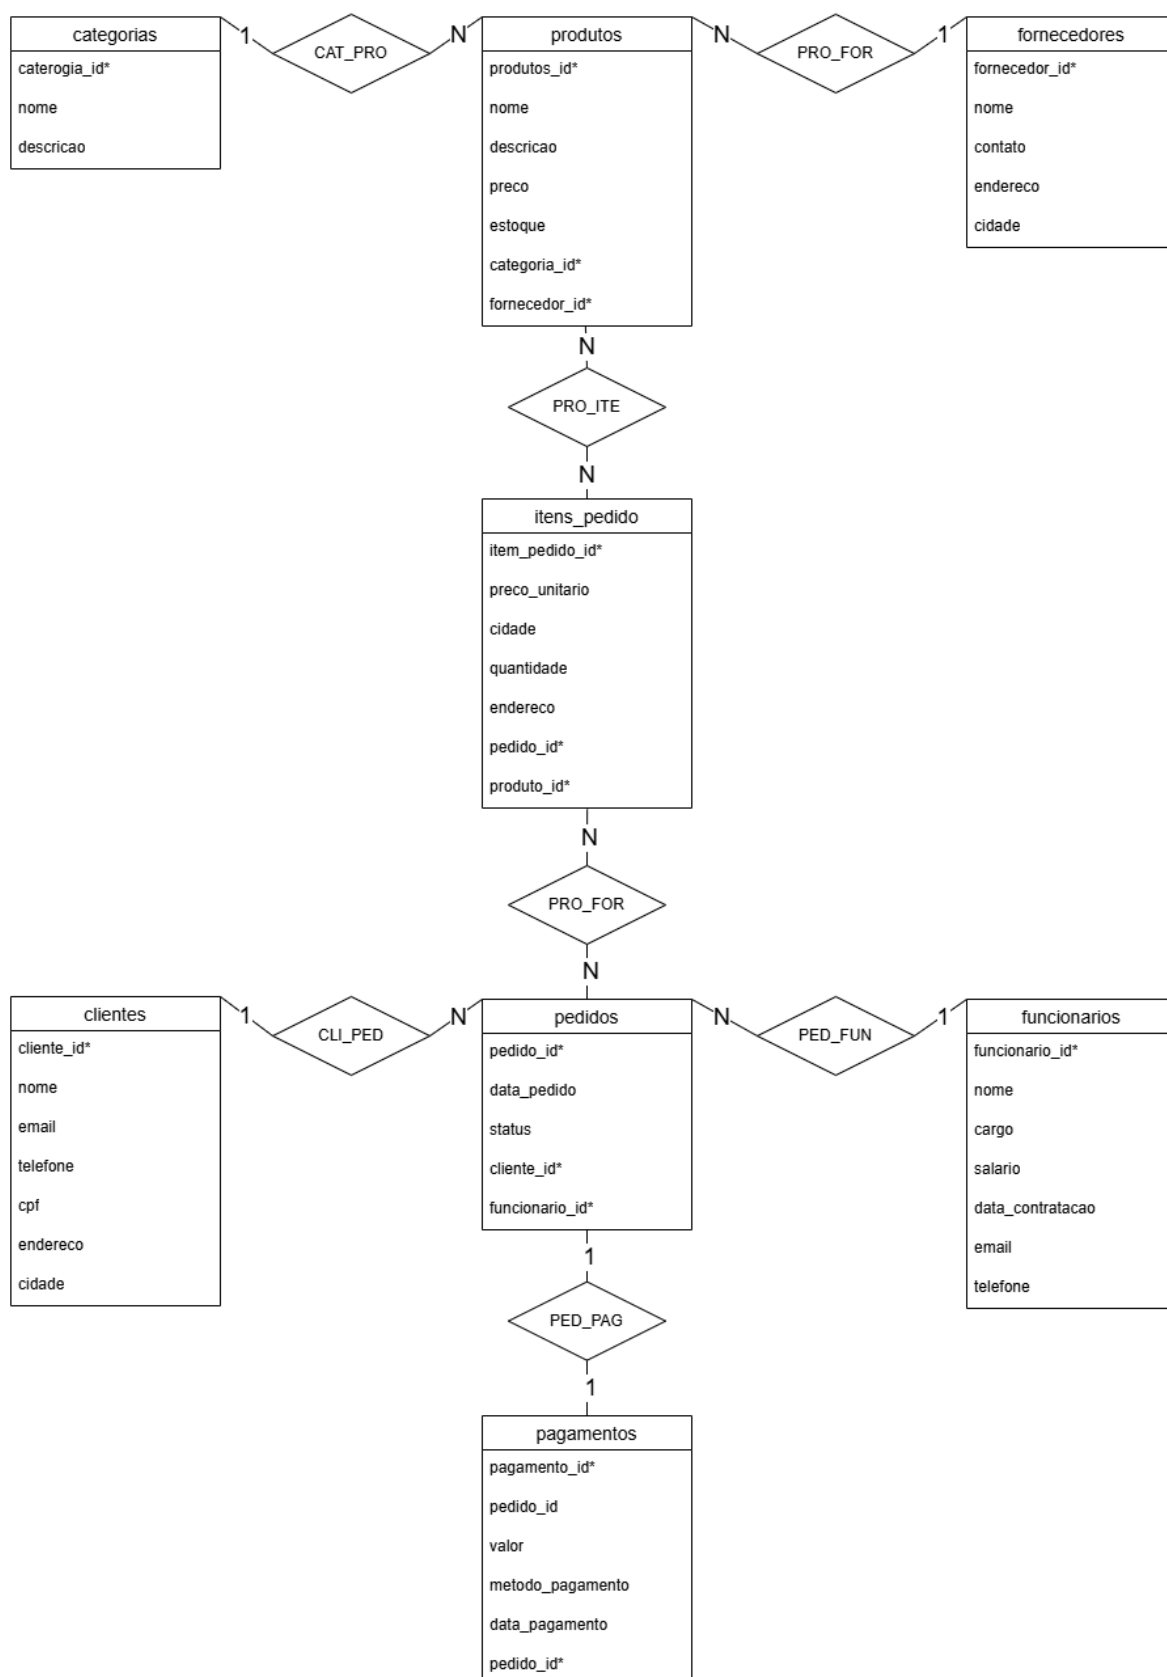 categorias
caterogia_id*
nome
descricao
1
CAT_PRO
N
produtos
produtos_id*
nome
descricao
preco
estoque
categoria_id*
fornecedor_id*
N
PRO_FOR
1
fornecedores
fornecedor_id*
nome
contato
endereco
cidade
N
PRO_ITE
N
itens_pedido
item_pedido_id*
preco_unitario
cidade
quantidade
endereco
pedido_id*
produto_id*
N
PRO_FOR
N
clientes
cliente_id*
nome
email
telefone
cpf
endereco
cidade
1
CLI_PED
N
pedidos
pedido_id*
data_pedido
status
cliente_id*
funcionario_id*
N
PED_FUN
1
funcionarios
funcionario_id*
nome
cargo
salario
data_contratacao
email
telefone
1
PED_PAG
1
pagamentos
pagamento_id*
pedido_id
valor
metodo_pagamento
data_pagamento
pedido_id*